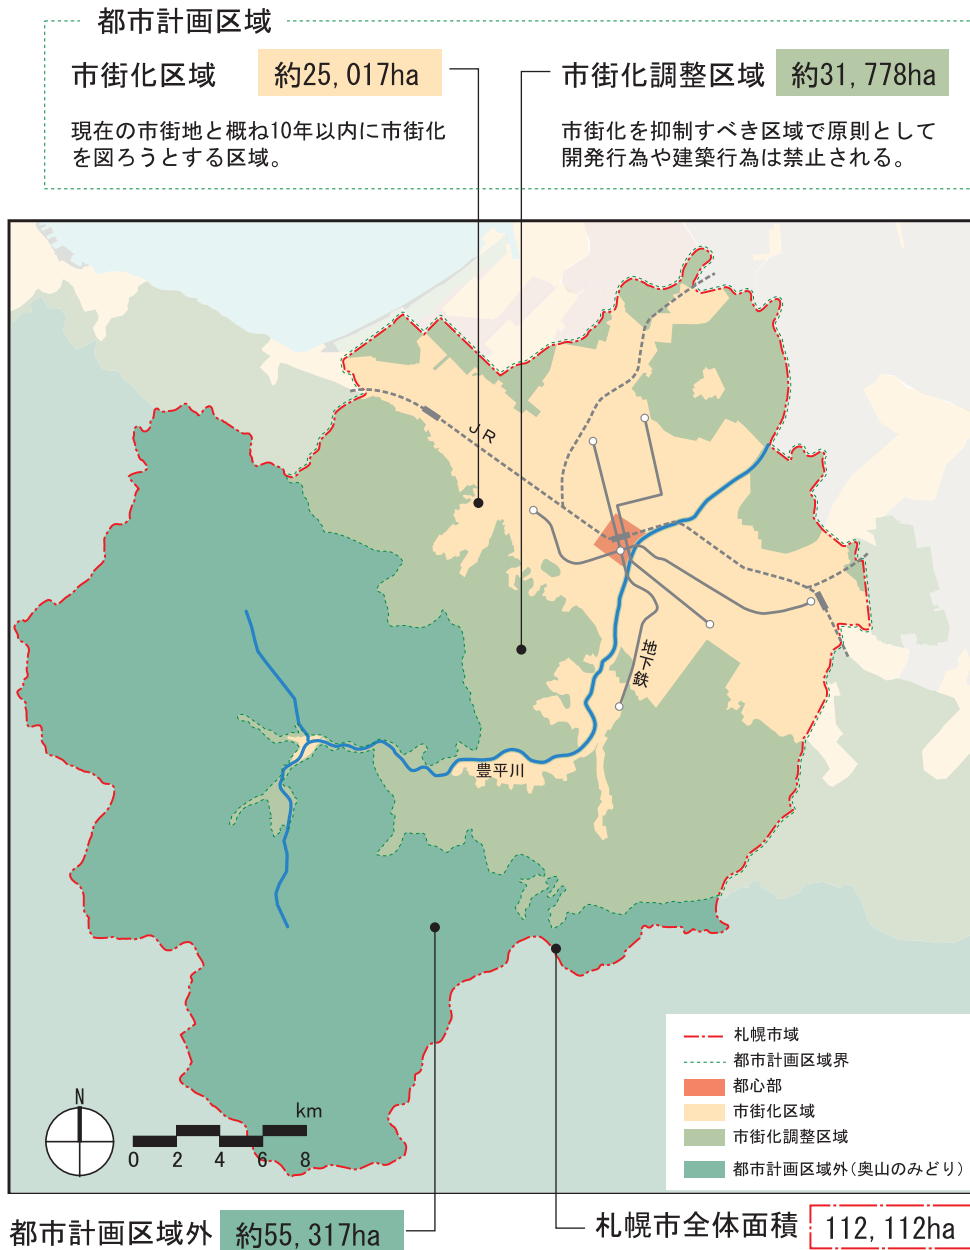 都市計画区域
市街化区域 約25,017ha
現在の市街地と概ね10年以内に市街化
を図ろうとする区域。
市街化調整区域 約31,778ha
市街化を抑制すべき区域で原則として
開発行為や建築行為は禁止される。
JR
地下鉄
豊平川
札幌市域
都市計画区域界
都心部
市街化区域
市街化調整区域
都市計画区域外(奥山のみどり)
N
km
0 2 4 6 8
都市計画区域外 約55,317ha
札幌市全体面積 112,112ha